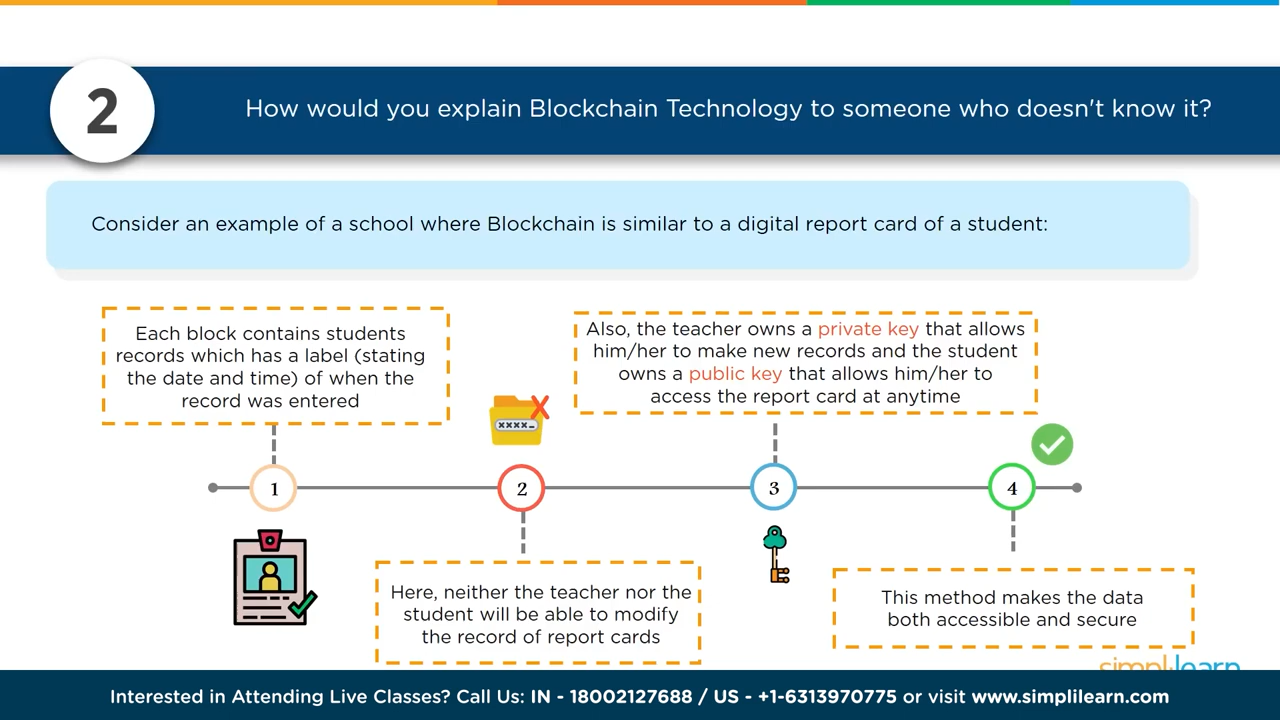 2
How would you explain Blockchain Technology to someone who doesn't know it?
Consider an example of a school where Blockchain is similar to a digital report card of a student:
Each block contains students
records which has a label (stating
the date and time) of when the
record was entered
Also, the teacher owns a private key that allows
him/her to make new records and the student
owns a public key that allows him/her to
access the report card at anytime
xxxx_
1
2
3
4
Here, neither the teacher nor the
student will be able to modify
the record of report cards
This method makes the data
both accessible and secure
simplilearn
Interested in Attending Live Classes? Call Us: IN - 18002127688 / US - +1-6313970775 or visit www.simplilearn.com